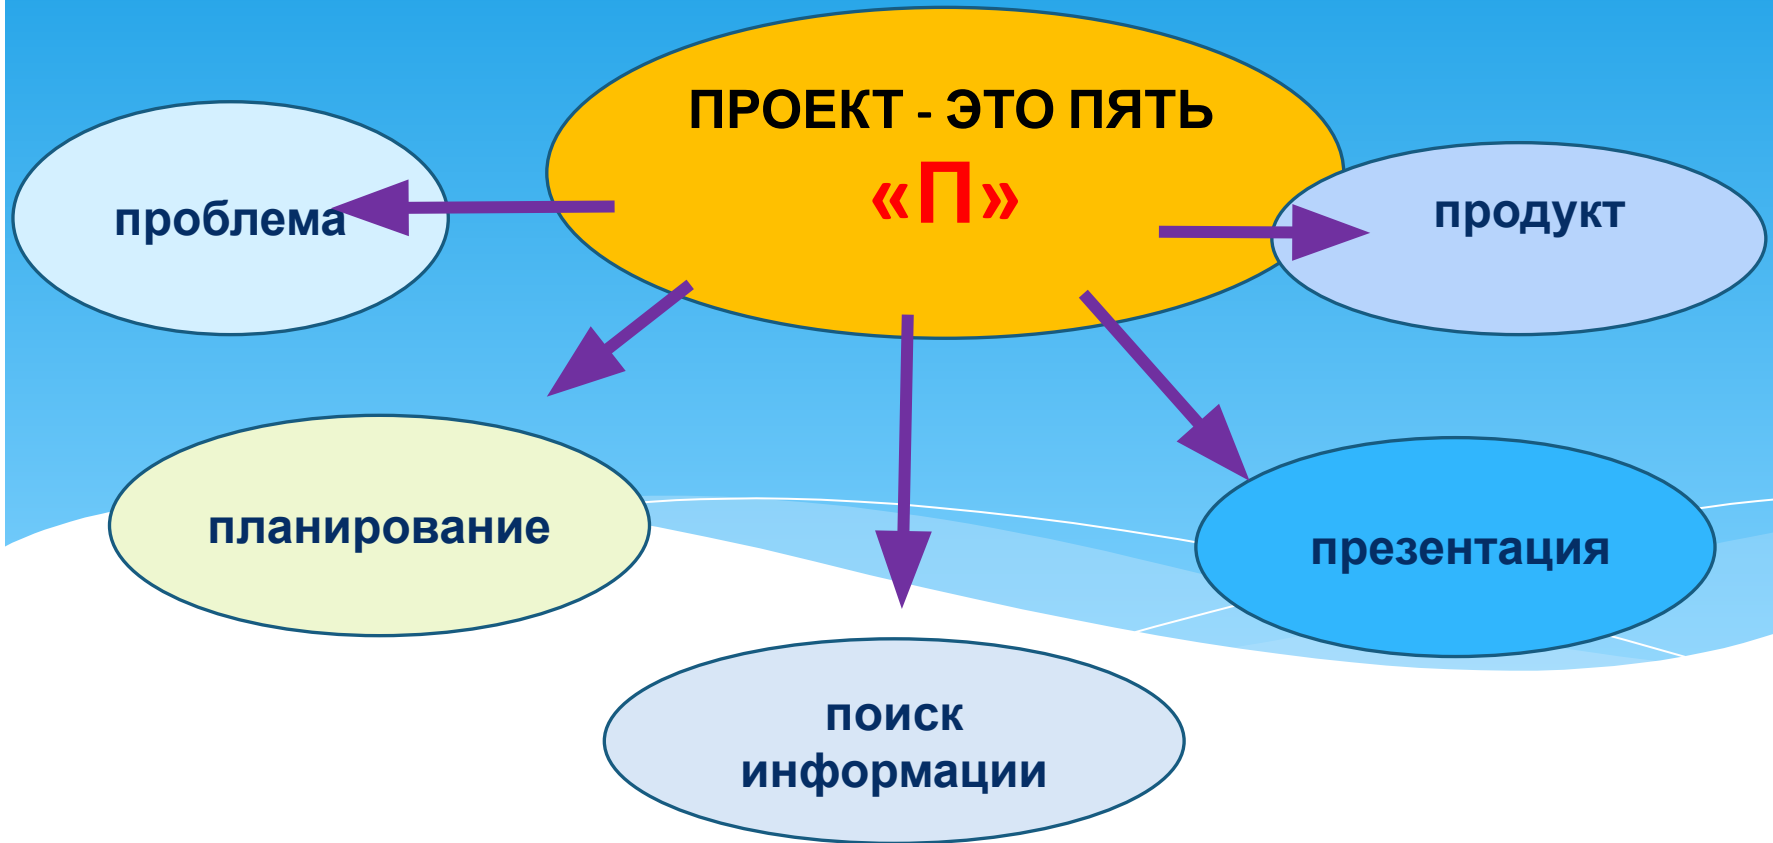 ПРОЕКТ - ЭТО ПЯТЬ
«П»
проблема
продукт
планирование
презентация
поиск
информации